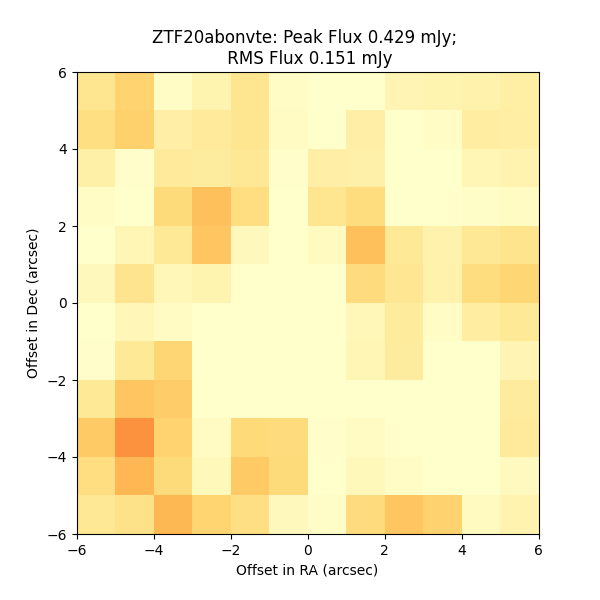 ZTF20abonvte: Peak Flux 0.429 mJy;
RMS Flux 0.151 mJy
6
4
2
0
−2
−4
−6
Offset in Dec (arcsec)
−6 −4 −2 0 2 4 6
Offset in RA (arcsec)